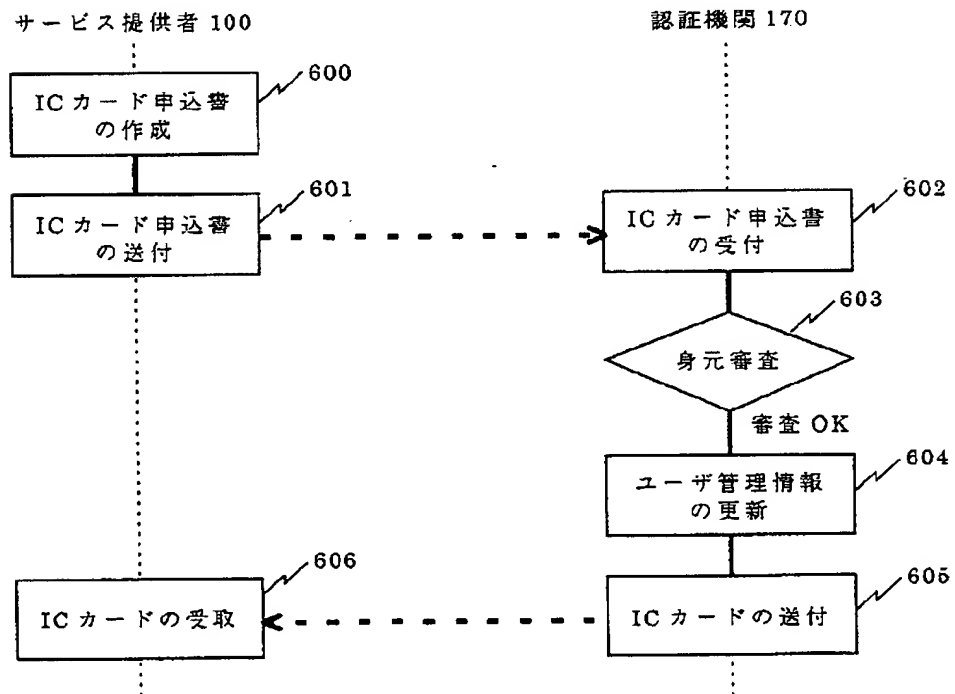 サービス提供者 100
認証機関 170
600
ICカード申込書
の作成
601
ICカード申込書
の送付
602
ICカード申込書
の受付
603
身元審査
審査 OK
604
ユーザ管理情報
の更新
605
ICカードの送付
606
ICカードの受取